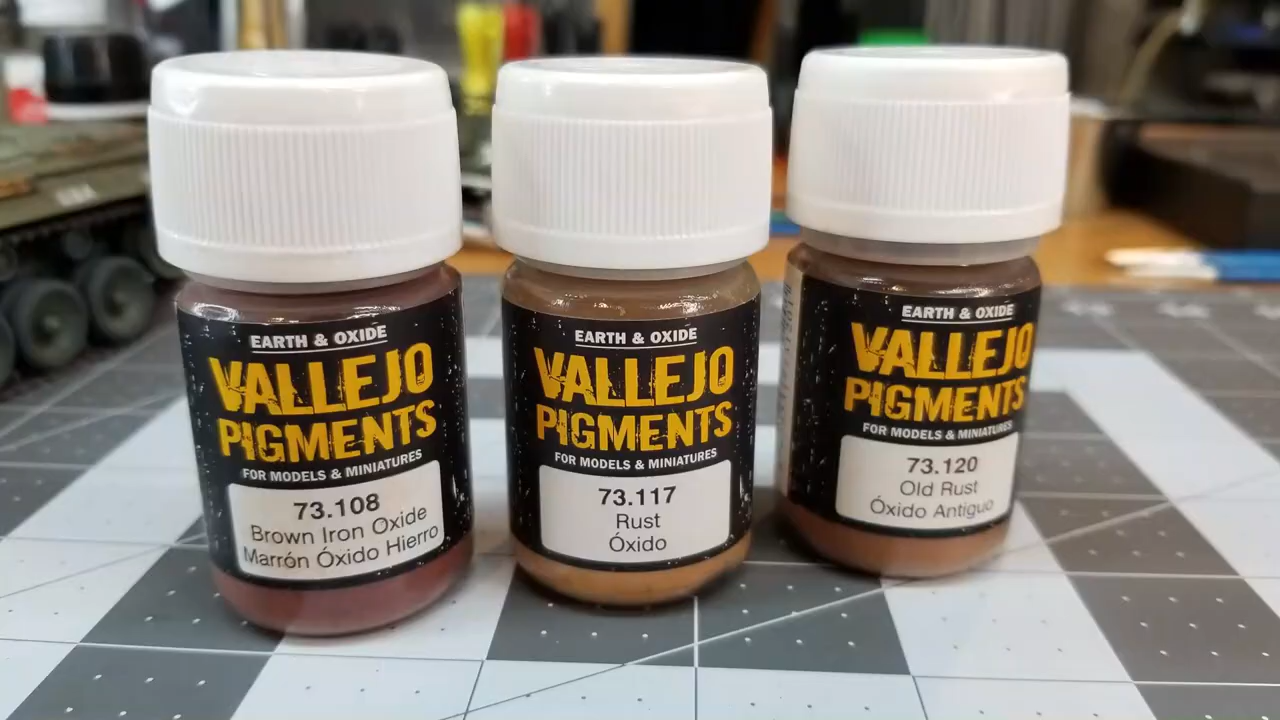 EARTH & OXIDE
VALLEJO
PIGMENTS
FOR MODELS & MINIATURES
73.108
Brown Iron Oxide
Marrón Óxido Hierro
EARTH & OXIDE
VALLEJO
PIGMENTS
FOR MODELS & MINIATURES
73.117
Rust
Óxido
EARTH & OXIDE
VALLEJO
PIGMENTS
FOR MODELS & MINIATURES
73.120
Old Rust
Óxido Antiguo